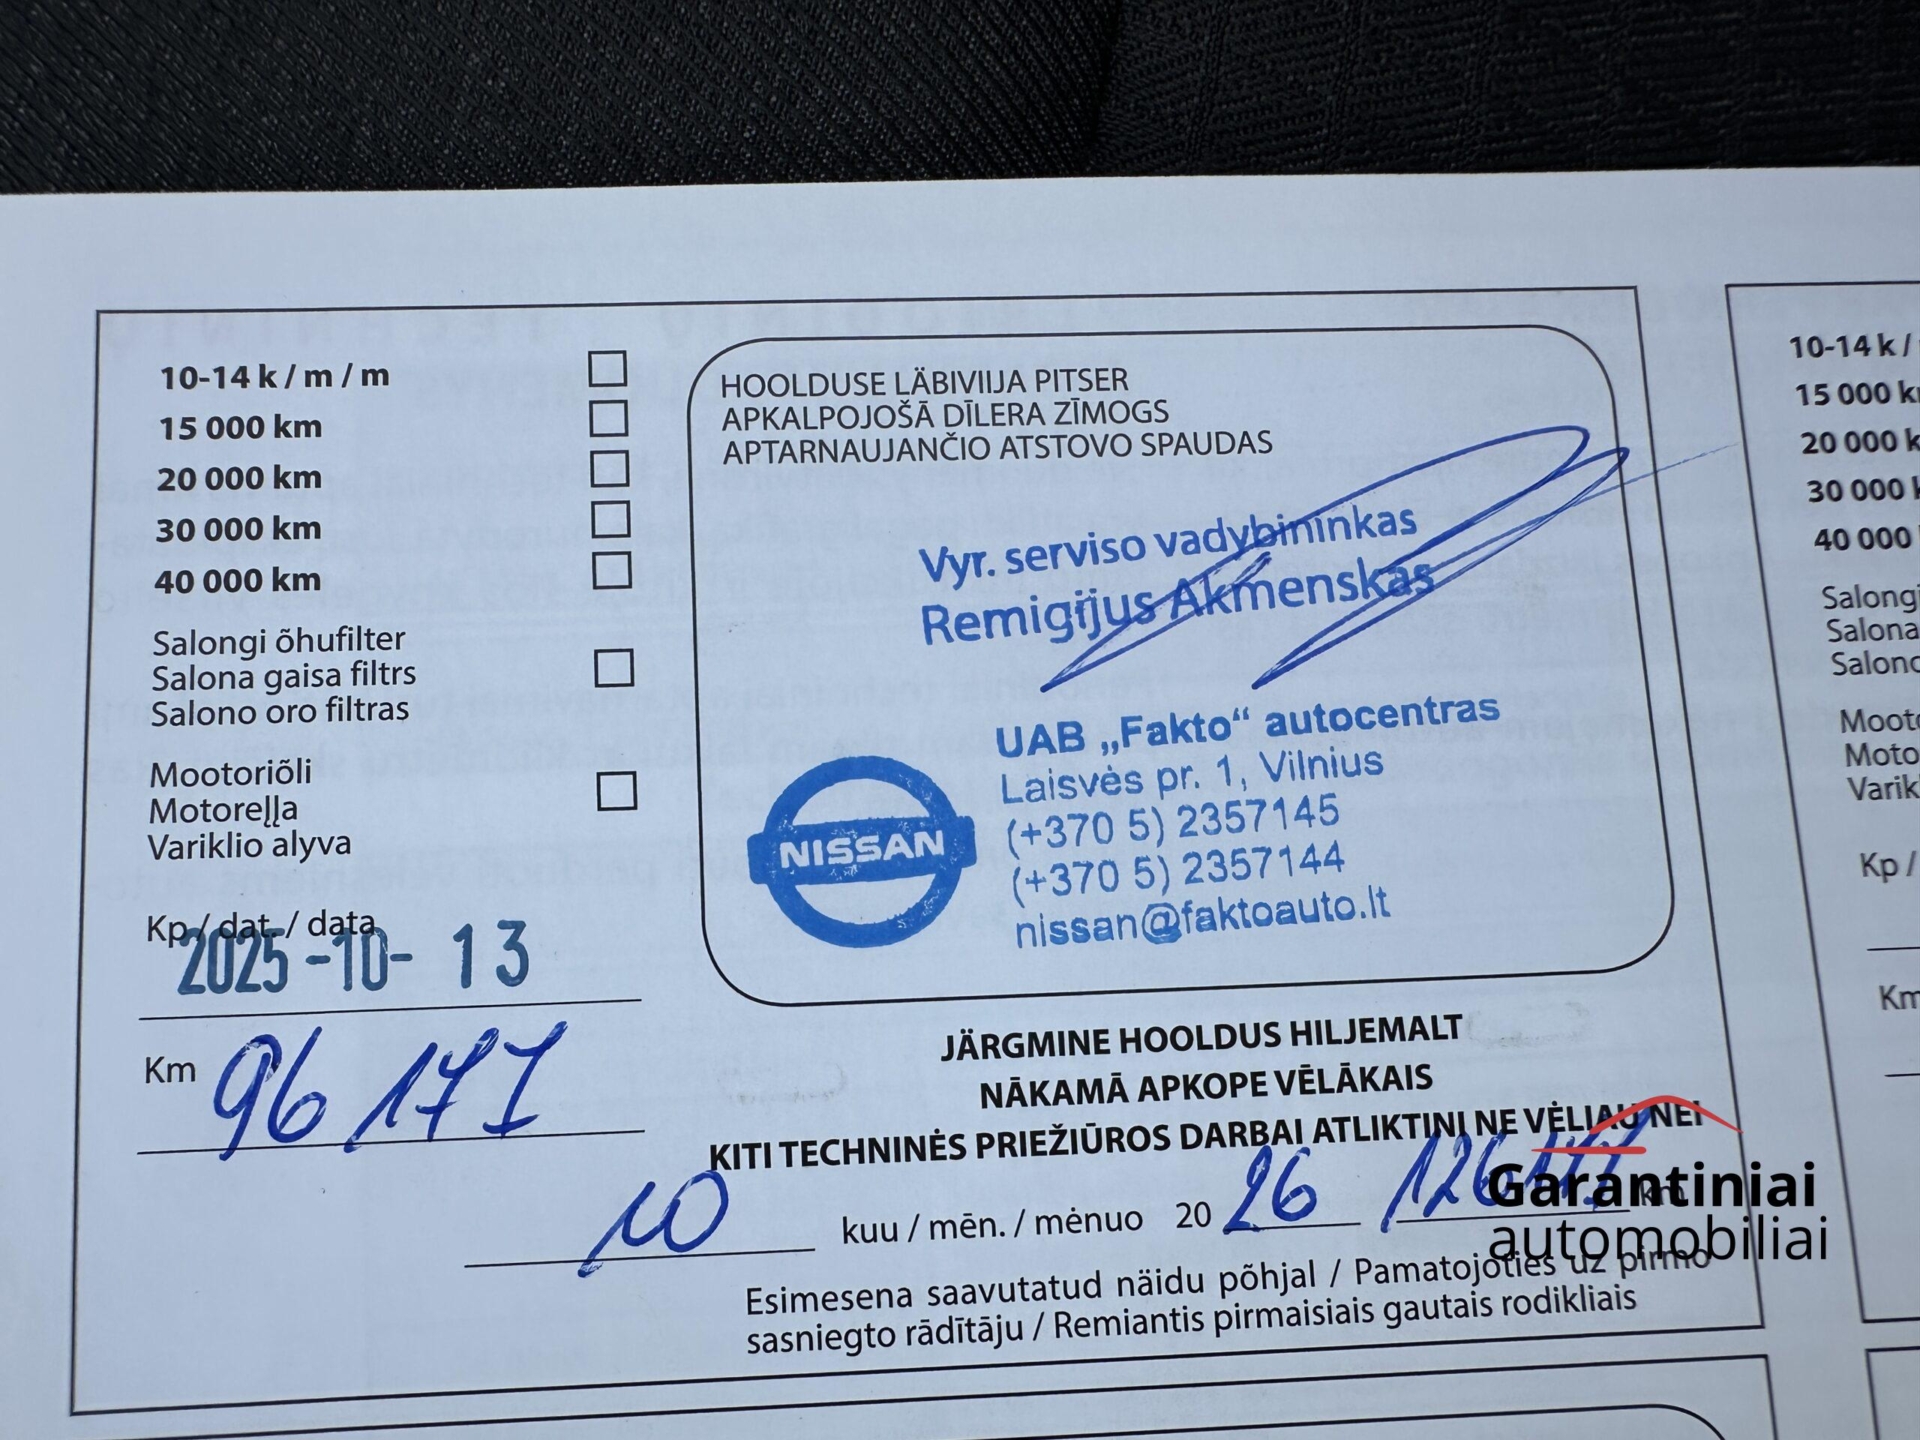 10-14 k / m / m
15 000 km
20 000 km
30 000 km
40 000 km
Salongi õhufilter
Salona gaisa filtrs
Salono oro filtras
Mootoriõli
Motoreļļa
Variklio alyva
Kp / dat. / data
2025-10-13
Km 96 177
HOOLDUSE LÄBIVIIJA PITSER
APKALPOJOŠĀ DĪLERA ZĪMOGS
APTARNAUJANČIO ATSTOVO SPAUDAS
Vyr. serviso vadybininkas
Remigijus Akmenskas
NISSAN
UAB „Fakto“ autocentras
Laisvės pr. 1, Vilnius
(+370 5) 2357145
(+370 5) 2357144
nissan@faktoauto.lt
JÄRGMINE HOOLDUS HILJEMALT
NĀKAMĀ APKOPE VĒLĀKAIS
KITI TECHNINĖS PRIEŽIŪROS DARBAI ATLIKTINI NE VĖLIAU NEI
10 kuu / mēn. / mėnuo 20 26 km
Esimesena saavutatud näidu põhjal / Pamatojoties uz pirmo
sasniegto rādītāju / Remiantis pirmaisiais gautais rodikliais
Garantiniai
automobiliai
10-14 k /
15 000
20 000
30 000
40 000
Kp /
Km